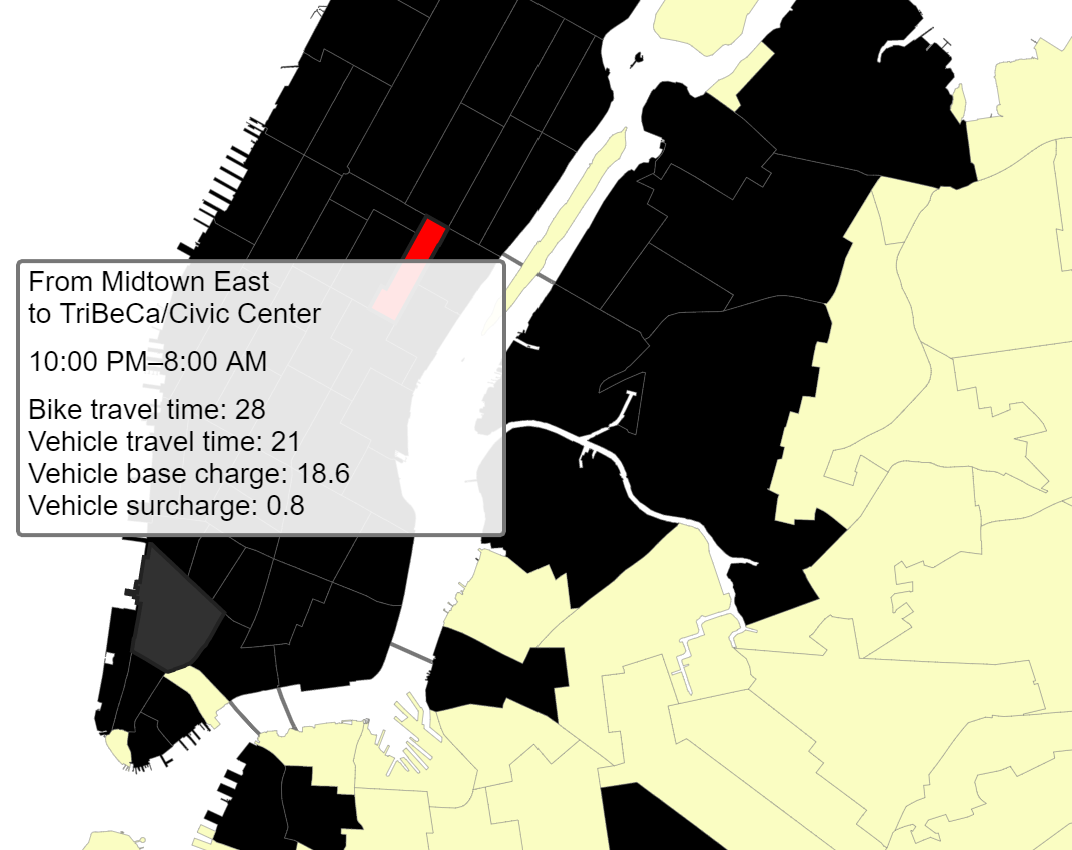 From Midtown East
to TriBeCa/Civic Center
10:00 PM–8:00 AM
Bike travel time: 28
Vehicle travel time: 21
Vehicle base charge: 18.6
Vehicle surcharge: 0.8